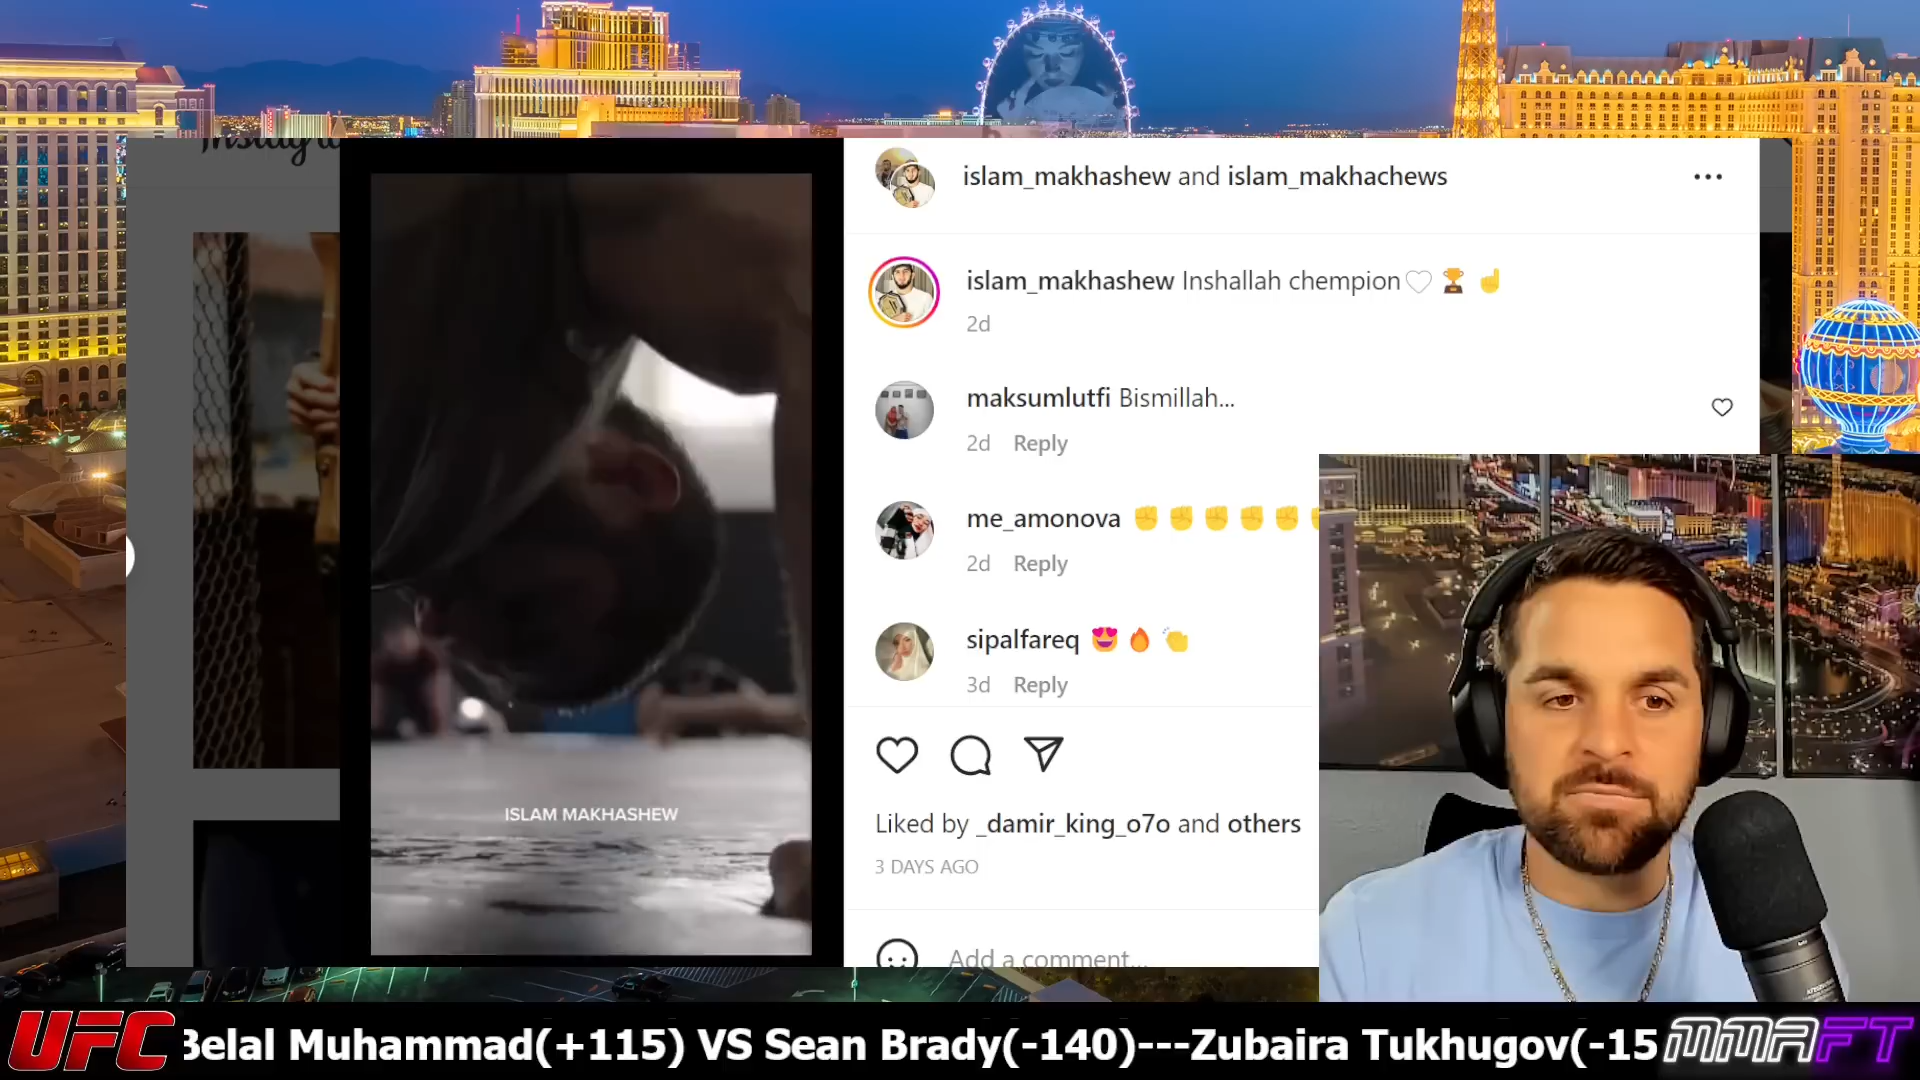 islam_makhashew and islam_makhachews
islam_makhashew Inshallah chempion🤍 🏆 ☝️
2d
maksumlutfi Bismillah...
2d Reply
me_amonova ✊ ✊ ✊ ✊ ✊
2d Reply
sipalfareq 😍 🔥 👏
3d Reply
ISLAM MAKHASHEW
Liked by _damir_king_o7o and others
3 DAYS AGO
Add a comment...
UFC Belal Muhammad(+115) VS Sean Brady(-140)---Zubaira Tukhugov(-15 MMAFT